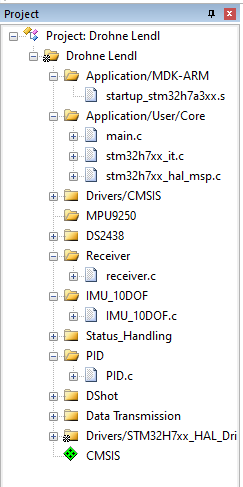 Project
Project: Drohne Lendl
Drohne Lendl
Application/MDK-ARM
startup_stm32h7a3xx.s
Application/User/Core
main.c
stm32h7xx_it.c
stm32h7xx_hal_msp.c
Drivers/CMSIS
MPU9250
DS2438
Receiver
receiver.c
IMU_10DOF
IMU_10DOF.c
Status_Handling
PID
PID.c
DShot
Data Transmission
Drivers/STM32H7xx_HAL_Dri
CMSIS